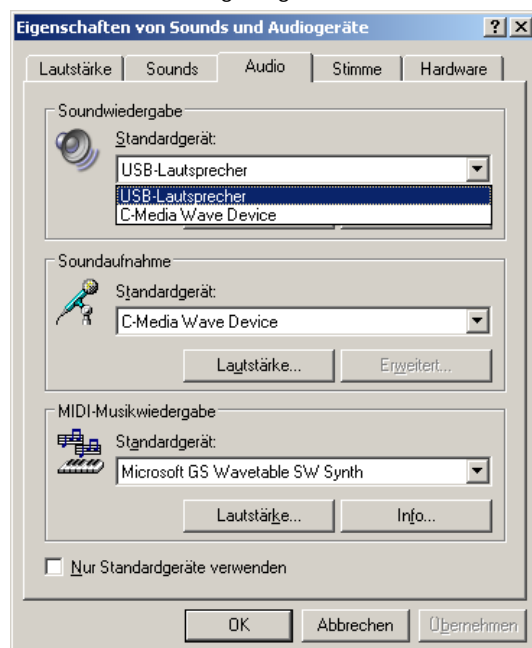 Eigenschaften von Sounds und Audiogeräte
Lautstärke Sounds Audio Stimme Hardware
Soundwiedergabe
Standardgerät:
USB-Lautsprecher
USB-Lautsprecher
C-Media Wave Device
Soundaufnahme
Standardgerät:
C-Media Wave Device
Lautstärke... Erweitert...
MIDI-Musikwiedergabe
Standardgerät:
Microsoft GS Wavetable SW Synth
Lautstärke... Info...
Nur Standardgeräte verwenden
OK Abbrechen Übernehmen